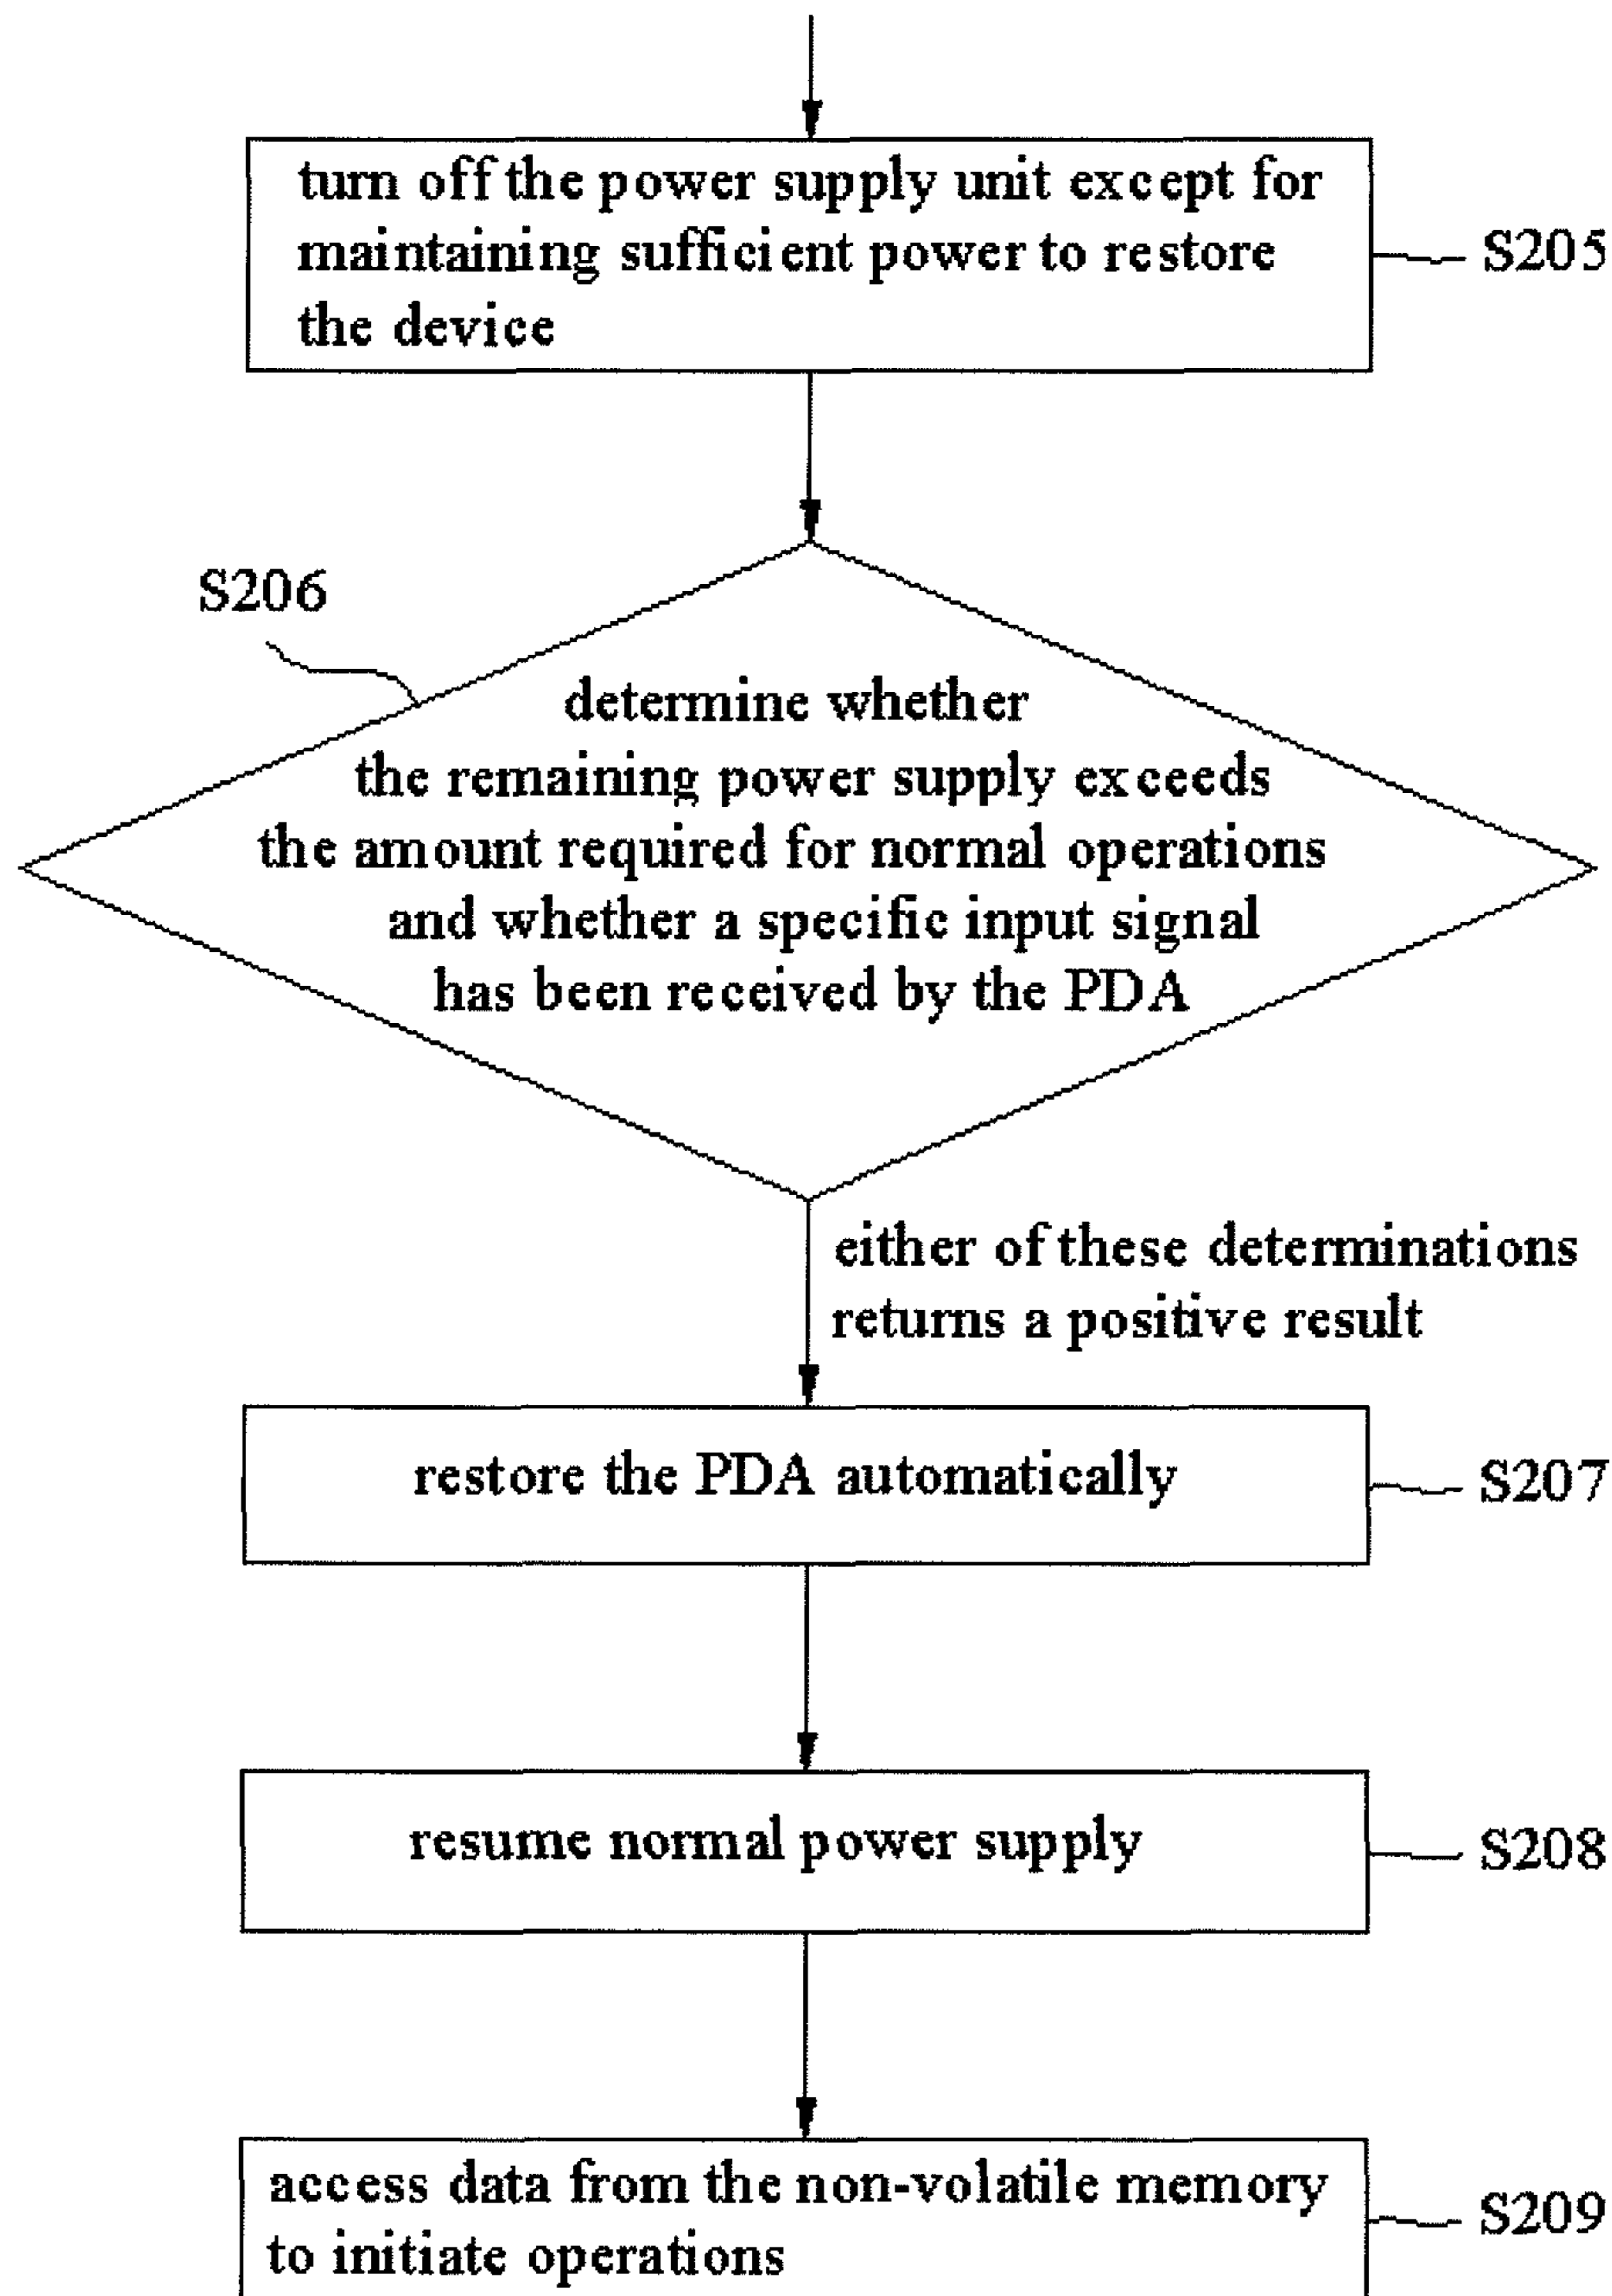 turn off the power supply unit except for
maintaining sufficient power to restore
the device
S205
S206
determine whether
the remaining power supply exceeds
the amount required for normal operations
and whether a specific input signal
has been received by the PDA
either of these determinations
returns a positive result
restore the PDA automatically
S207
resume normal power supply
S208
access data from the non-volatile memory
to initiate operations
S209